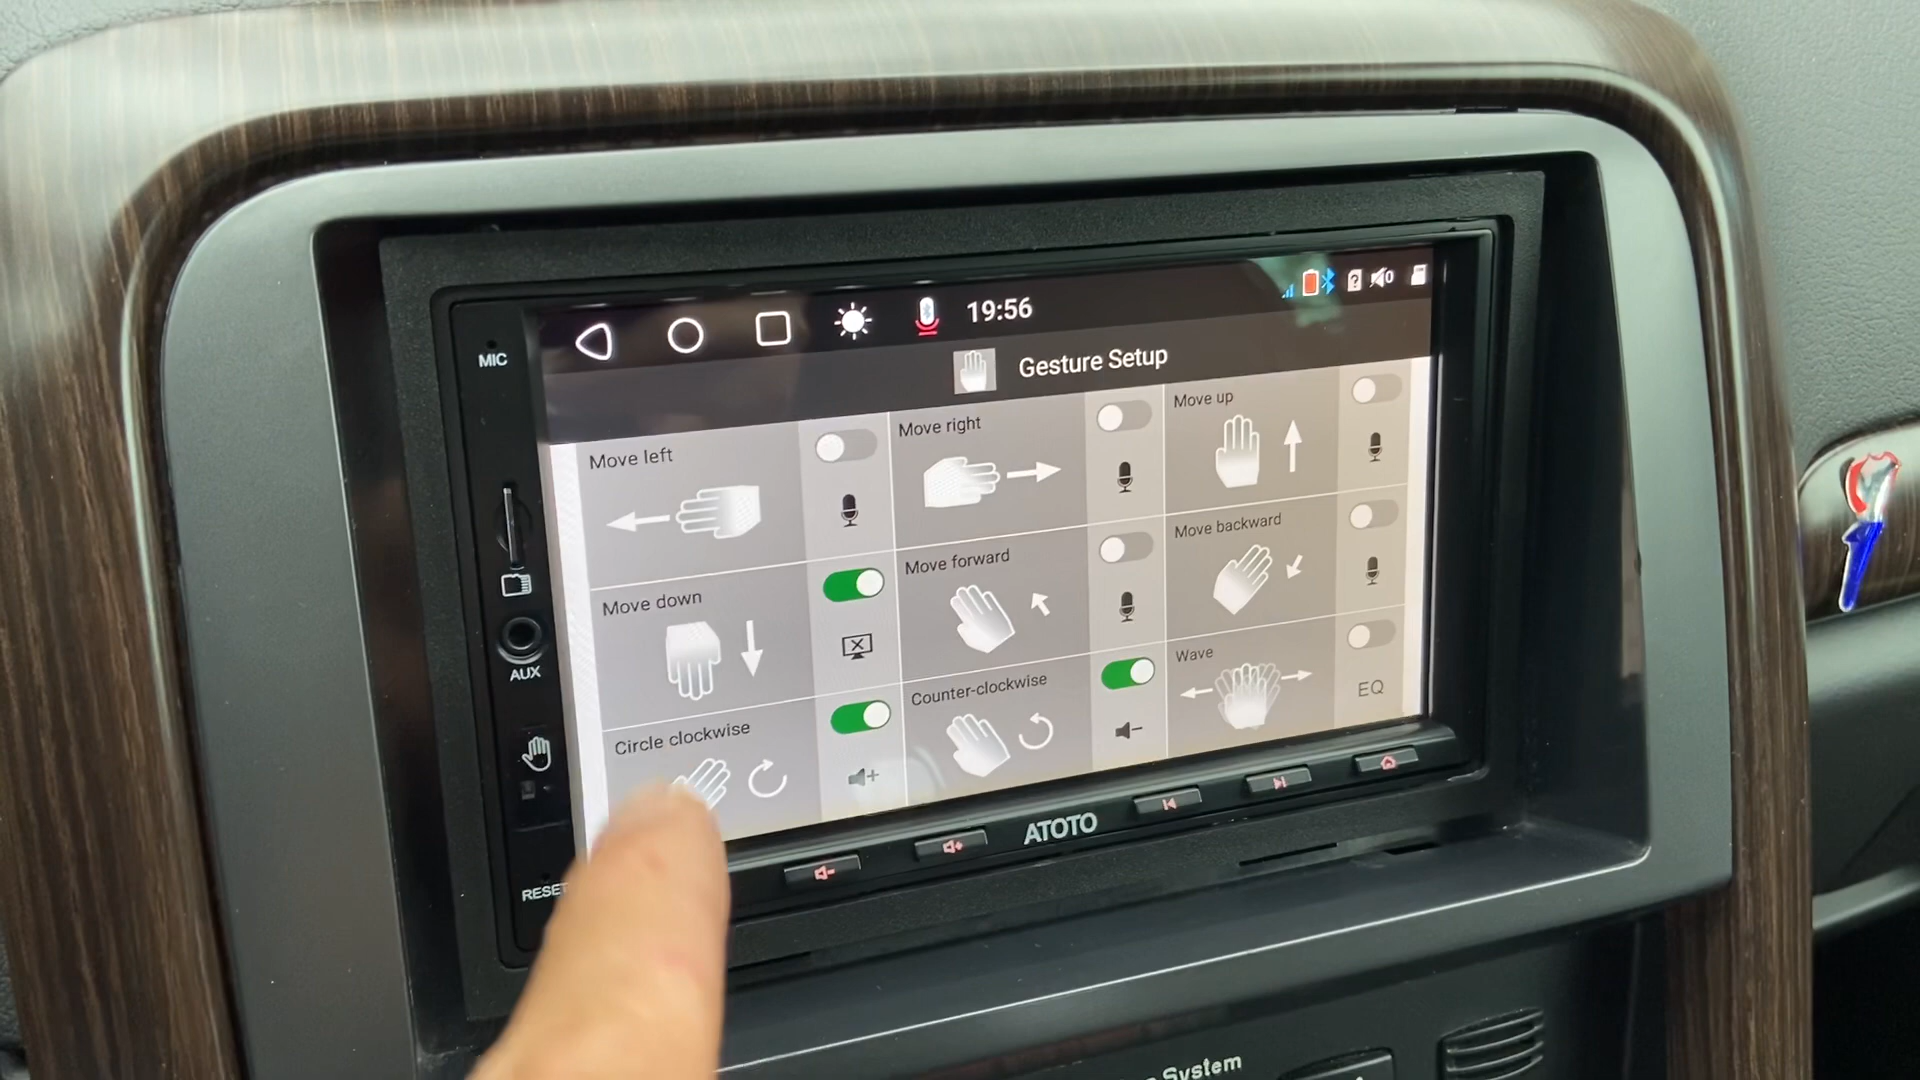 19:56
0
Gesture Setup
MIC
Move left
Move right
Move up
Move down
Move forward
Move backward
Circle clockwise
Counter-clockwise
Wave
EQ
AUX
RESET
ATOTO
System